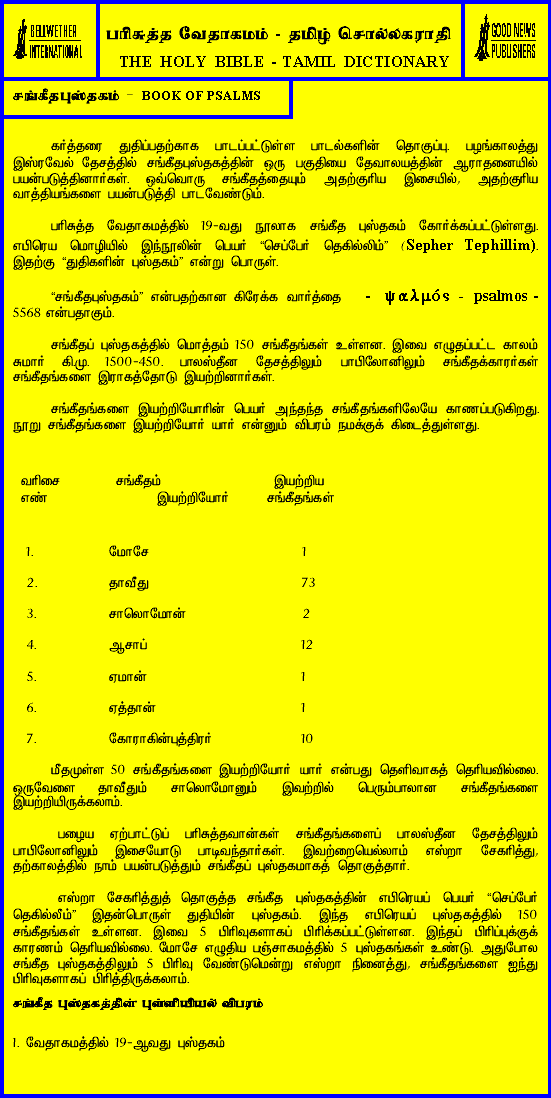 BELLWETHER
INTERNATIONAL
பரிசுத்த வேதாகமம் - தமிழ் சொல்லகராதி
THE HOLY BIBLE - TAMIL DICTIONARY
GOOD NEWS
PUBLISHERS
சங்கீதபுஸ்தகம் – BOOK OF PSALMS
கர்த்தரை துதிப்பதற்காக பாடப்பட்டுள்ள பாடல்களின் தொகுப்பு. பழங்காலத்து
இஸ்ரவேல் தேசத்தில் சங்கீதபுஸ்தகத்தின் ஒரு பகுதியை தேவாலயத்தின் ஆராதனையில்
பயன்படுத்தினார்கள். ஒவ்வொரு சங்கீதத்தையும் அதற்குரிய இசையில், அதற்குரிய
வாத்தியங்களை பயன்படுத்தி பாடவேண்டும்.
பரிசுத்த வேதாகமத்தில் 19-வது நூலாக சங்கீத புஸ்தகம் கோர்க்கப்பட்டுள்ளது.
எபிரெய மொழியில் இந்நூலின் பெயர் “செப்பேர் தெகில்லிம்” (Sepher Tephillim).
இதற்கு “துதிகளின் புஸ்தகம்” என்று பொருள்.
“சங்கீதபுஸ்தகம்” என்பதற்கான கிரேக்க வார்த்தை - ψαλμός - psalmos -
5568 என்பதாகும்.
சங்கீதப் புஸ்தகத்தில் மொத்தம் 150 சங்கீதங்கள் உள்ளன. இவை எழுதப்பட்ட காலம்
சுமார் கி.மு. 1500-450. பாலஸ்தீன தேசத்திலும் பாபிலோனிலும் சங்கீதக்காரர்கள்
சங்கீதங்களை இராகத்தோடு இயற்றினார்கள்.
சங்கீதங்களை இயற்றியோரின் பெயர் அந்தந்த சங்கீதங்களிலேயே காணப்படுகிறது.
நூறு சங்கீதங்களை இயற்றியோர் யார் என்னும் விபரம் நமக்குக் கிடைத்துள்ளது.
வரிசை சங்கீதம் இயற்றிய
எண் இயற்றியோர் சங்கீதங்கள்
1. மோசே 1
2. தாவீது 73
3. சாலொமோன் 2
4. ஆசாப் 12
5. ஏமான் 1
6. ஏத்தான் 1
7. கோராகின்புத்திரர் 10
மீதமுள்ள 50 சங்கீதங்களை இயற்றியோர் யார் என்பது தெளிவாகத் தெரியவில்லை.
ஒருவேளை தாவீதும் சாலொமோனும் இவற்றில் பெரும்பாலான சங்கீதங்களை
இயற்றியிருக்கலாம்.
பழைய ஏற்பாட்டுப் பரிசுத்தவான்கள் சங்கீதங்களைப் பாலஸ்தீன தேசத்திலும்
பாபிலோனிலும் இசையோடு பாடிவந்தார்கள். இவற்றையெல்லாம் எஸ்றா சேகரித்து,
தற்காலத்தில் நாம் பயன்படுத்தும் சங்கீதப் புஸ்தகமாகத் தொகுத்தார்.
எஸ்றா சேகரித்துத் தொகுத்த சங்கீத புஸ்தகத்தின் எபிரெயப் பெயர் “செப்பேர்
தெகில்லீம்” இதன்பொருள் துதியின் புஸ்தகம். இந்த எபிரெயப் புஸ்தகத்தில் 150
சங்கீதங்கள் உள்ளன. இவை 5 பிரிவுகளாகப் பிரிக்கப்பட்டுள்ளன. இந்தப் பிரிப்புக்குக்
காரணம் தெரியவில்லை. மோசே எழுதிய பஞ்சாகமத்தில் 5 புஸ்தகங்கள் உண்டு. அதுபோல
சங்கீத புஸ்தகத்திலும் 5 பிரிவு வேண்டுமென்று எஸ்றா நினைத்து, சங்கீதங்களை ஐந்து
பிரிவுகளாகப் பிரித்திருக்கலாம்.
சங்கீத புஸ்தகத்தின் புள்ளியியல் விபரம்
1. வேதாகமத்தில் 19-ஆவது புஸ்தகம்